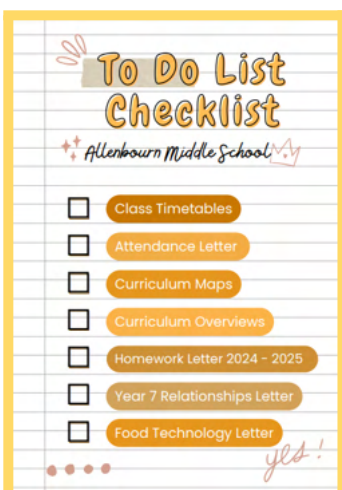 To Do List
Checklist
Allenbourn Middle School
Class Timetables
Attendance Letter
Curriculum Maps
Curriculum Overviews
Homework Letter 2024 - 2025
Year 7 Relationships Letter
Food Technology Letter
yes!